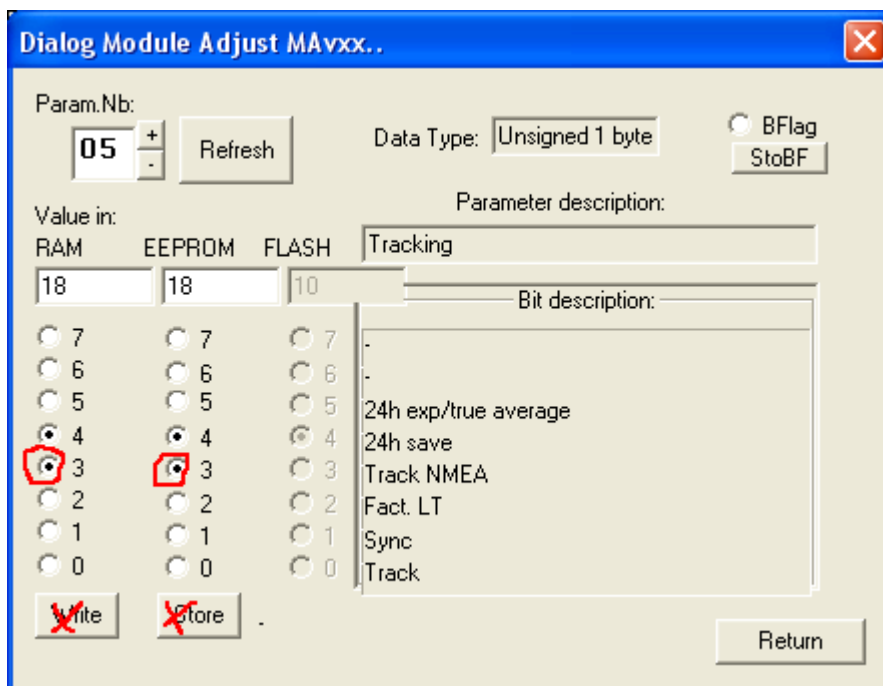 Dialog Module Adjust MAvxx..
Param.Nb:
05
+
-
Refresh
Data Type: Unsigned 1 byte
BFlag
StoBF
Value in:
RAM EEPROM FLASH
18 18 10
Parameter description:
Tracking
Bit description:
7 7 7 -
6 6 6 -
5 5 5 24h exp/true average
4 4 4 24h save
3 3 3 Track NMEA
2 2 2 Fact. LT
1 1 1 Sync
0 0 0 Track
Write Store .
Return